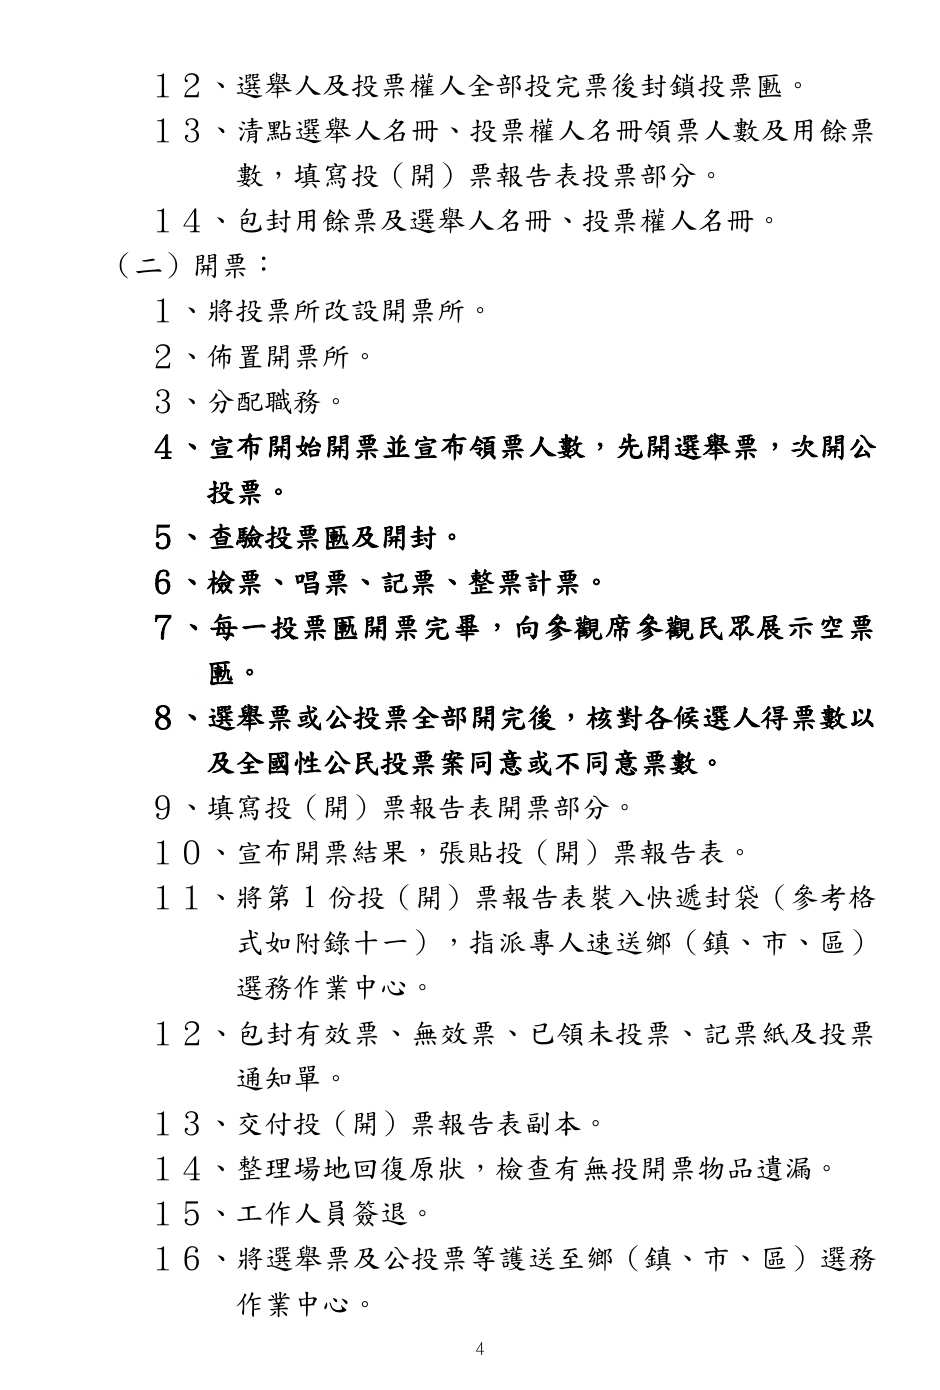 １２、選舉人及投票權人全部投完票後封鎖投票匭。
１３、清點選舉人名冊、投票權人名冊領票人數及用餘票
數，填寫投（開）票報告表投票部分。
１４、包封用餘票及選舉人名冊、投票權人名冊。
（二）開票：
１、將投票所改設開票所。
２、佈置開票所。
３、分配職務。
４、宣布開始開票並宣布領票人數，先開選舉票，次開公
投票。
５、查驗投票匭及開封。
６、檢票、唱票、記票、整票計票。
７、每一投票匭開票完畢，向參觀席參觀民眾展示空票
匭。
８、選舉票或公投票全部開完後，核對各候選人得票數以
及全國性公民投票案同意或不同意票數。
９、填寫投（開）票報告表開票部分。
１０、宣布開票結果，張貼投（開）票報告表。
１１、將第 1 份投（開）票報告表裝入快遞封袋（參考格
式如附錄十一），指派專人速送鄉（鎮、市、區）
選務作業中心。
１２、包封有效票、無效票、已領未投票、記票紙及投票
通知單。
１３、交付投（開）票報告表副本。
１４、整理場地回復原狀，檢查有無投開票物品遺漏。
１５、工作人員簽退。
１６、將選舉票及公投票等護送至鄉（鎮、市、區）選務
作業中心。
4